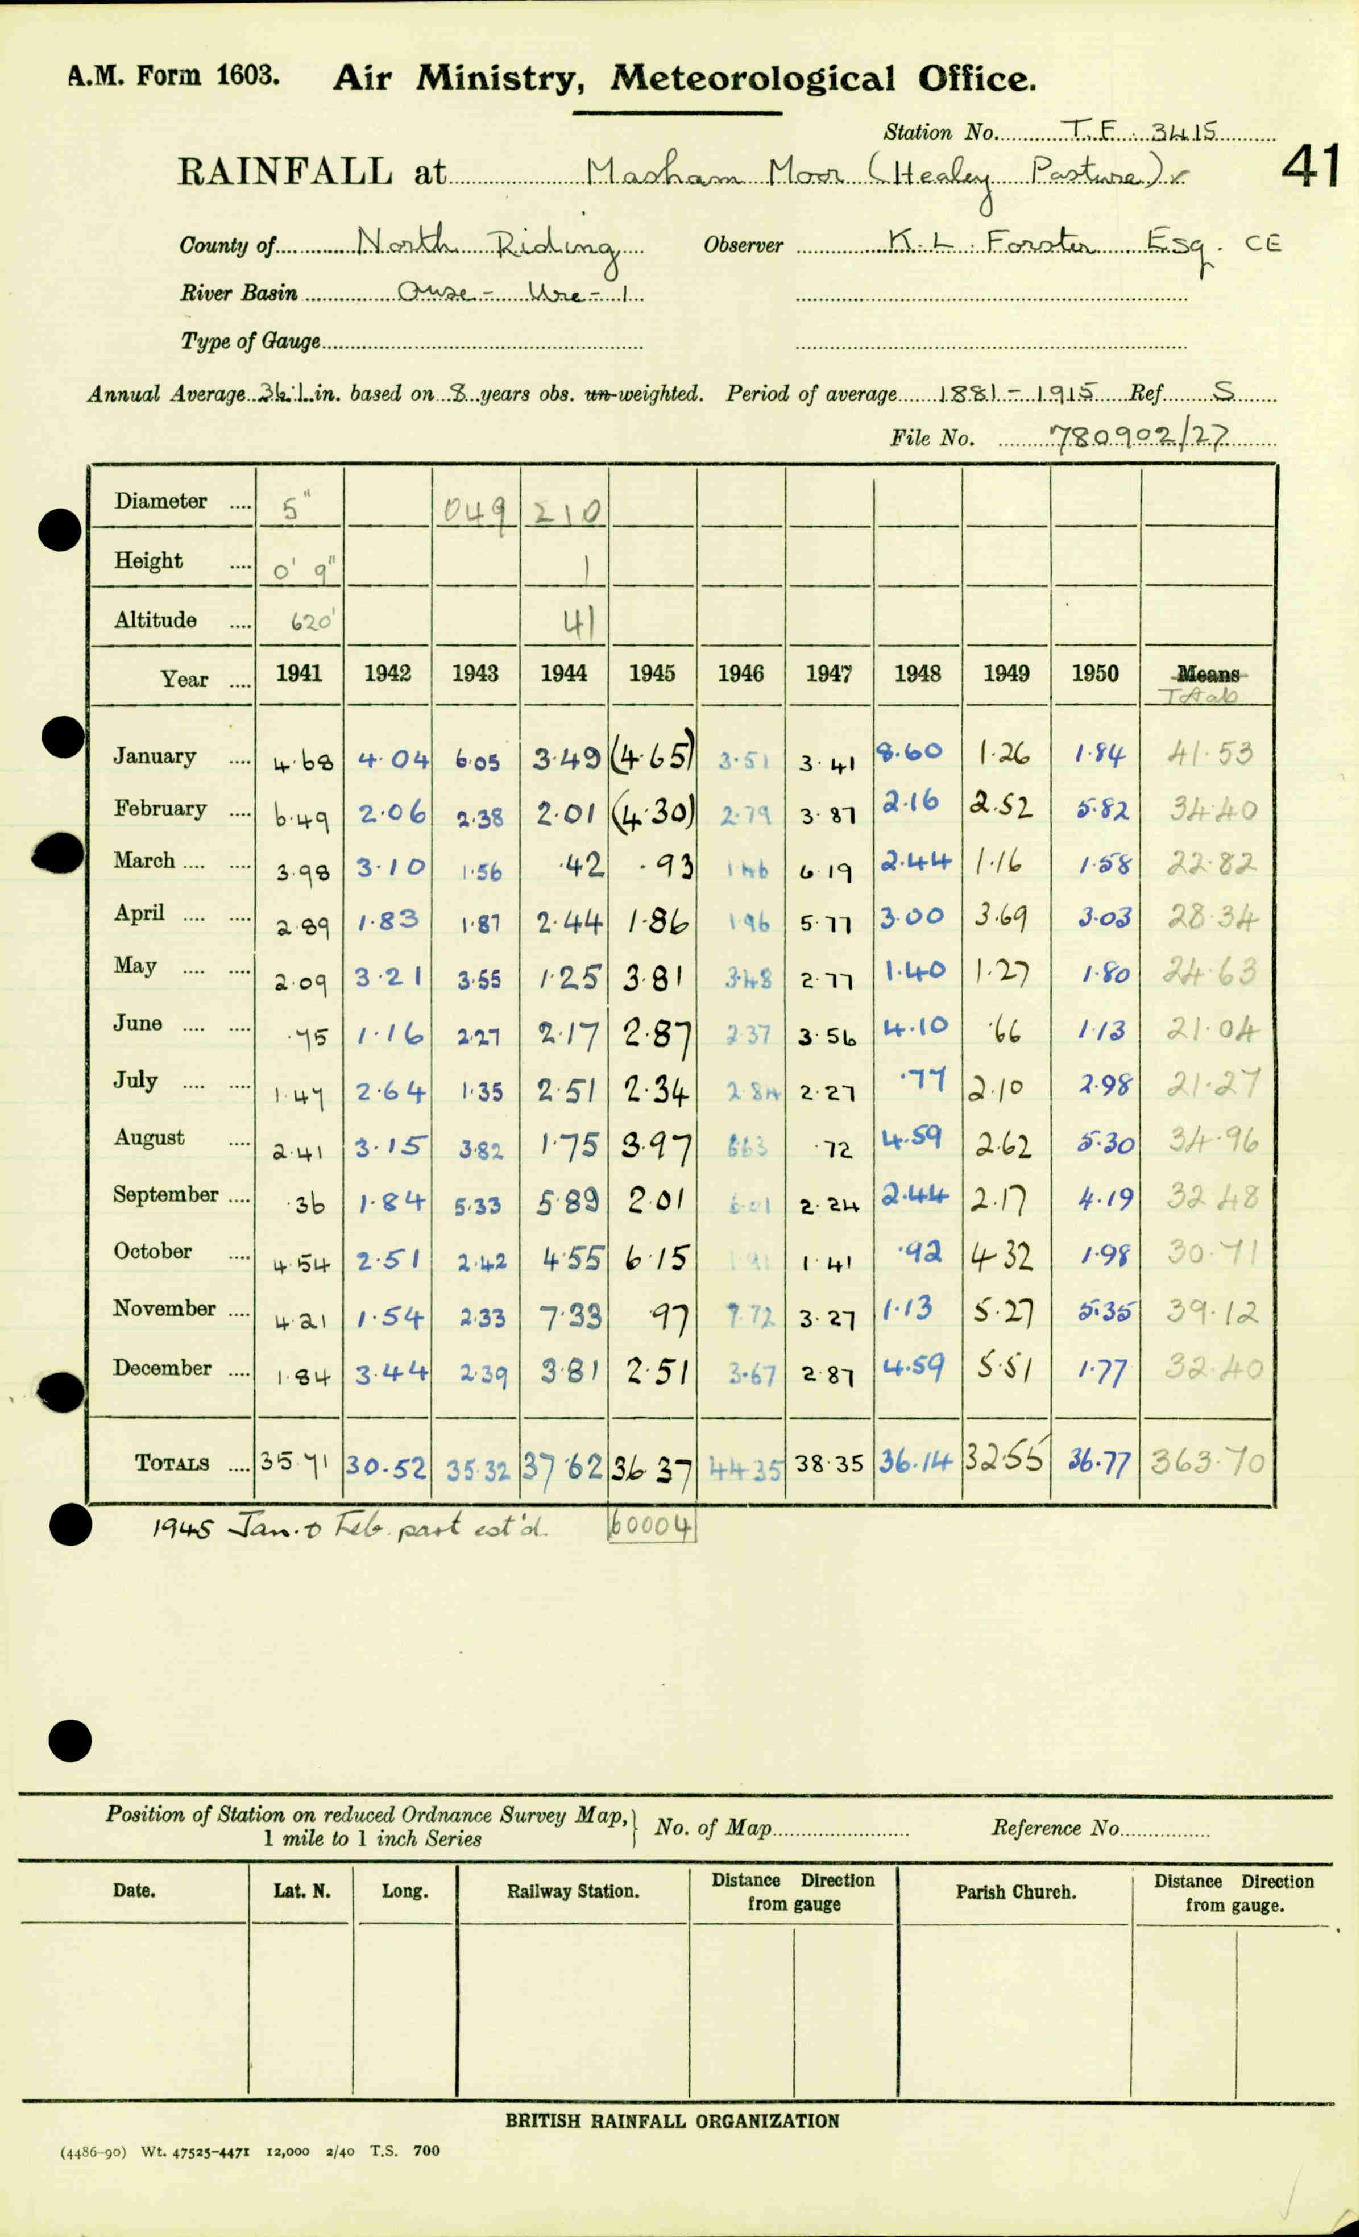 A.M. Form 1603. Air Ministry, Meteorological Office.
Station No. T.F. 3415
41
RAINFALL at Masham Moor (Healey Pasture) ✓
County of North Riding Observer K. L. Forster Esq. CE
River Basin Ouse - Ure - 1
Type of Gauge
Annual Average 36.1 in. based on 8 years obs. un-weighted. Period of average 1881 - 1915 Ref. S
File No. 780902/27
Diameter .... 5" 049 210
Height .... 0' 9" 1
Altitude .... 620' 41
Year .... 1941 1942 1943 1944 1945 1946 1947 1948 1949 1950 Means
Totals
January .... 4.68 4.04 6.05 3.49 (4.65) 3.51 3.41 8.60 1.26 1.84 41.53
February .... 6.49 2.06 2.38 2.01 (4.30) 2.79 3.87 2.16 2.52 5.82 34.40
March .... .... 3.98 3.10 1.56 .42 .93 1.46 6.19 2.44 1.16 1.58 22.82
April .... .... 2.89 1.83 1.87 2.44 1.86 1.96 5.77 3.00 3.69 3.03 28.34
May .... .... 2.09 3.21 3.55 1.25 3.81 3.48 2.77 1.40 1.27 1.80 24.63
June .... .... .75 1.16 2.27 2.17 2.87 2.37 3.56 4.10 .66 1.13 21.04
July .... .... 1.47 2.64 1.35 2.51 2.34 2.84 2.27 .77 2.10 2.98 21.27
August .... 2.41 3.15 3.82 1.75 3.97 6.63 .72 4.59 2.62 5.30 34.96
September .... .36 1.84 5.33 5.89 2.01 6.01 2.24 2.44 2.17 4.19 32.48
October .... 4.54 2.51 2.42 4.55 6.15 1.91 1.41 .92 4.32 1.98 30.71
November .... 4.21 1.54 2.33 7.33 .97 7.72 3.27 1.13 5.27 5.35 39.12
December .... 1.84 3.44 2.39 3.81 2.51 3.67 2.87 4.59 5.51 1.77 32.40
TOTALS .... 35.71 30.52 35.32 37.62 36.37 44.35 38.35 36.14 32.55 36.77 363.70
1945 Jan. & Feb. part est'd. 60004
Position of Station on reduced Ordnance Survey Map,
1 mile to 1 inch Series
No. of Map
Reference No.
Date. Lat. N. Long. Railway Station. Distance Direction from gauge Parish Church. Distance Direction from gauge.
BRITISH RAINFALL ORGANIZATION
(4486-90) Wt. 47525-4471 12,000 2/40 T.S. 700